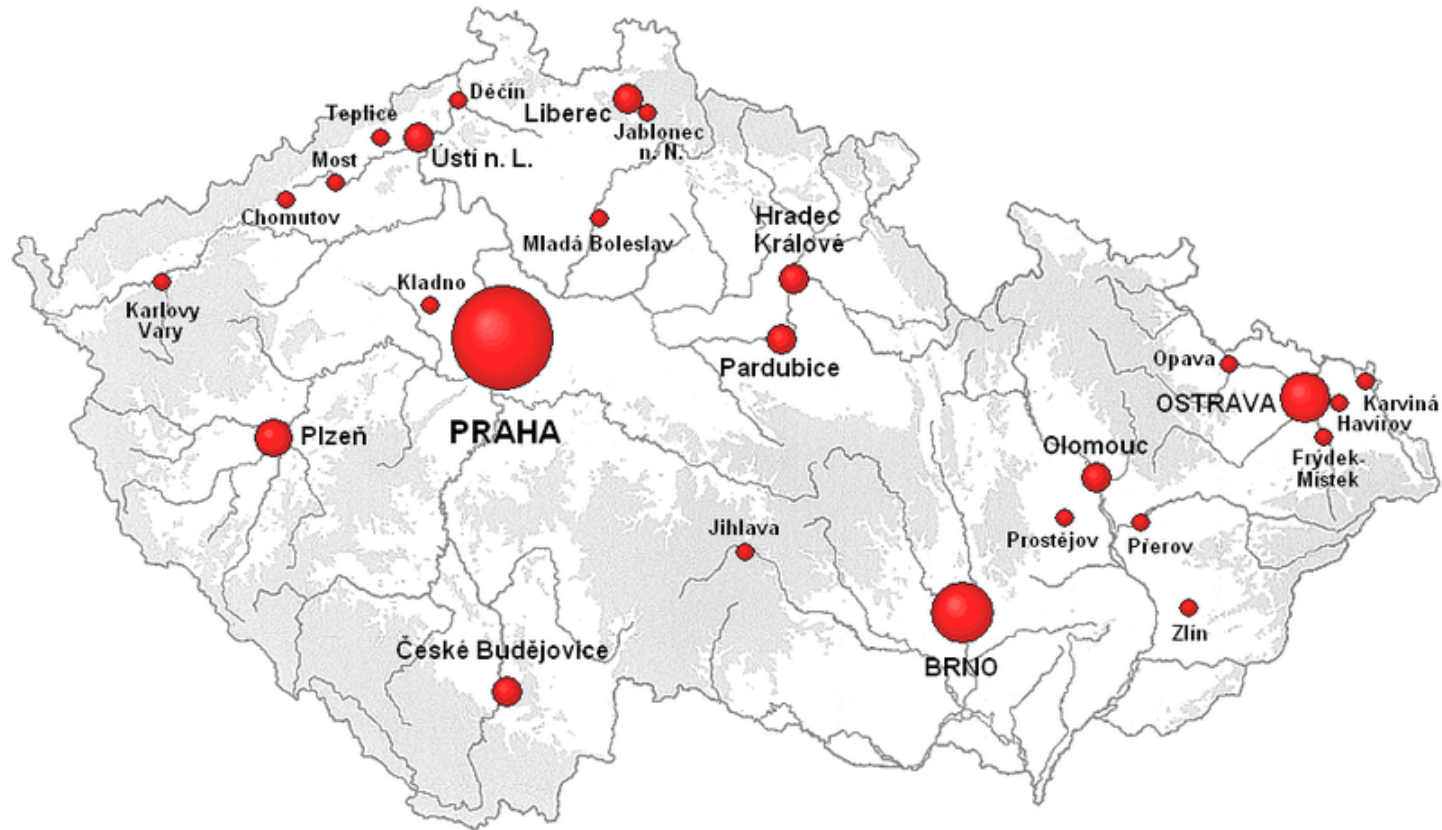 Děčín
Teplice
Liberec
Jablonec
n. N.
Ústí n. L.
Most
Chomutov
Mladá Boleslav
Hradec
Králové
Kladno
Karlovy
Vary
Pardubice
Opava
OSTRAVA
Karviná
Havířov
PRAHA
Plzeň
Olomouc
Frýdek-
Místek
Jihlava
Prostějov
Přerov
Zlín
České Budějovice
BRNO